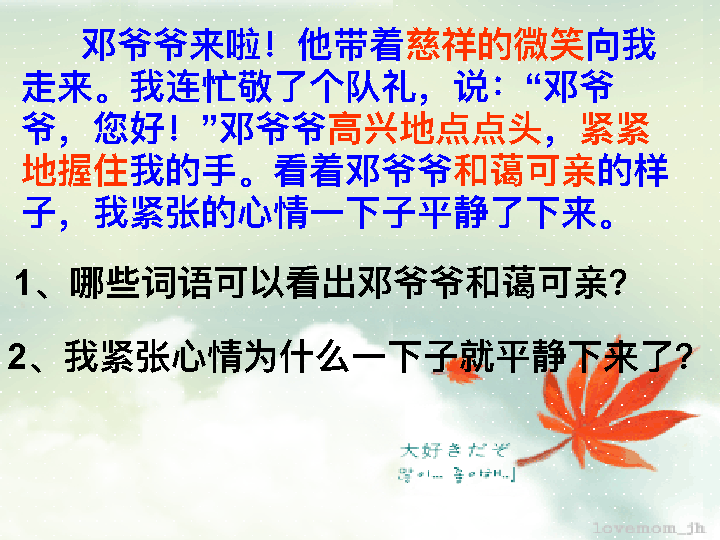 邓爷爷来啦！他带着慈祥的微笑向我
走来。我连忙敬了个队礼，说：“邓爷
爷，您好！”邓爷爷高兴地点点头，紧紧
地握住我的手。看着邓爷爷和蔼可亲的样
子，我紧张的心情一下子平静了下来。
1、哪些词语可以看出邓爷爷和蔼可亲？
2、我紧张心情为什么一下子就平静下来了？
大好きだぞ
lovemom_jh